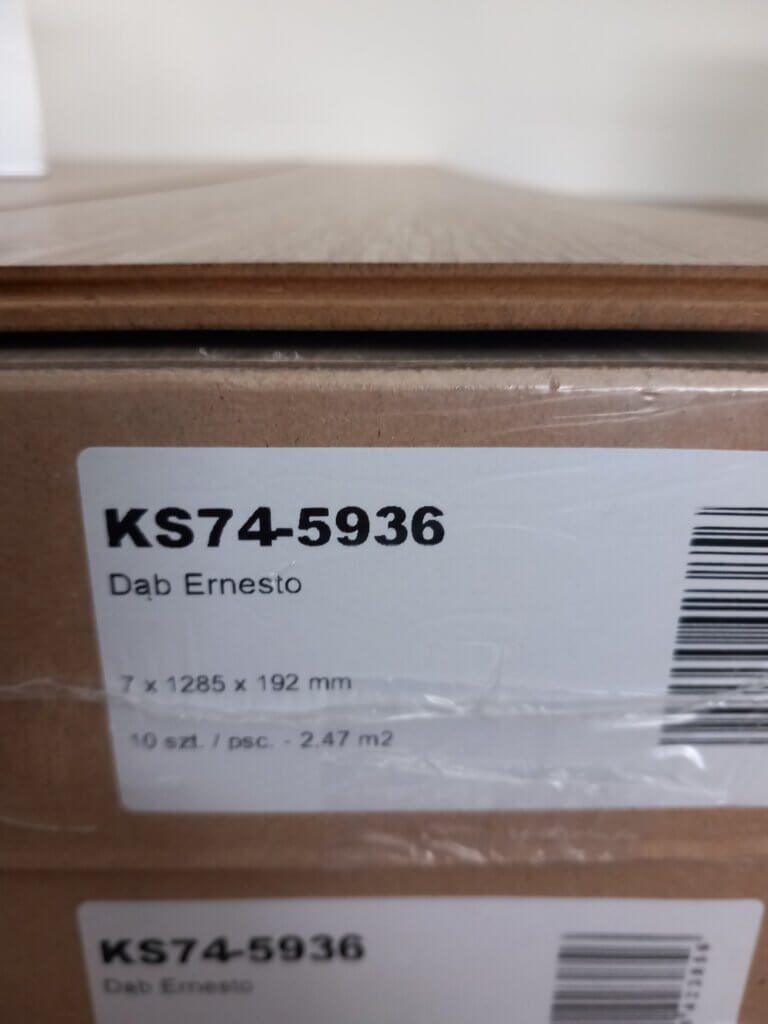 KS74-5936
Dąb Ernesto
7 x 1285 x 192 mm
10 szt. / psc. - 2.47 m2
KS74-5936
Dąb Ernesto